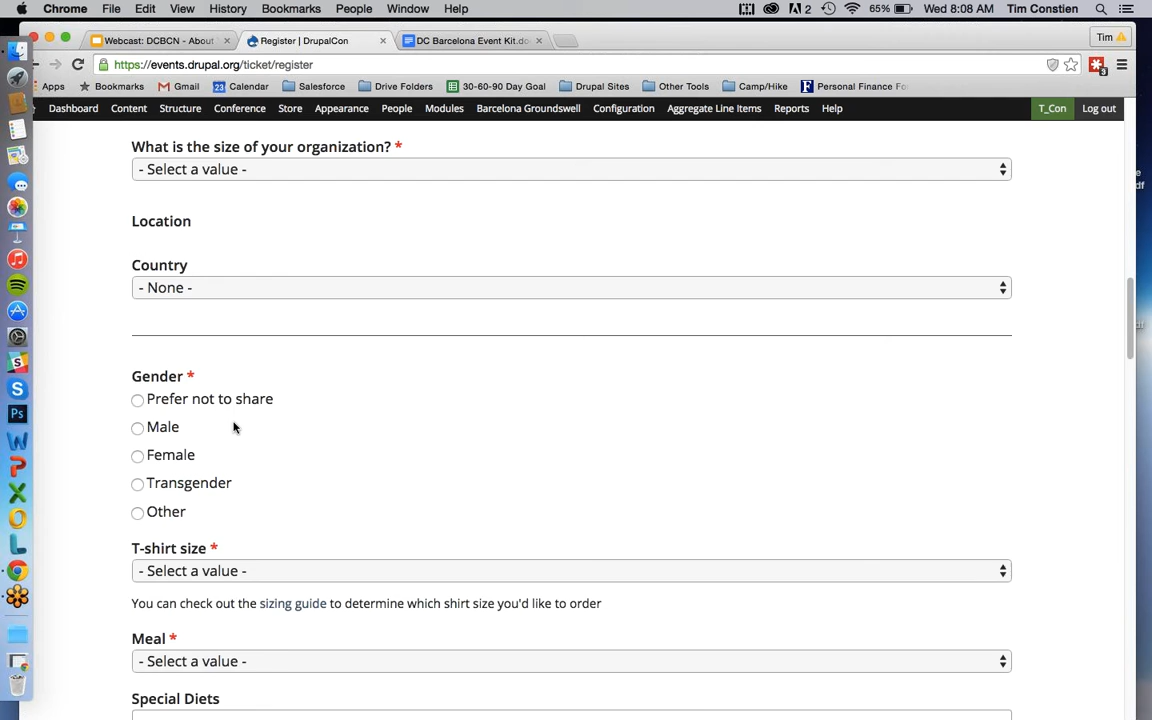 Chrome File Edit View History Bookmarks People Window Help 2 65% Wed 8:08 AM Tim Constien
Webcast: DCBCN - About Register | DrupalCon DC Barcelona Event Kit.do Tim
https://events.drupal.org/ticket/register 3
Apps Bookmarks Gmail 23 Calendar Salesforce Drive Folders 30-60-90 Day Goal Drupal Sites Other Tools Camp/Hike Personal Finance Fo
Dashboard Content Structure Conference Store Appearance People Modules Barcelona Groundswell Configuration Aggregate Line Items Reports Help T_Con Log out
What is the size of your organization? *
- Select a value -
Location
Country
- None -
Gender *
Prefer not to share
Male
Female
Transgender
Other
T-shirt size *
- Select a value -
You can check out the sizing guide to determine which shirt size you'd like to order
Meal *
- Select a value -
Special Diets